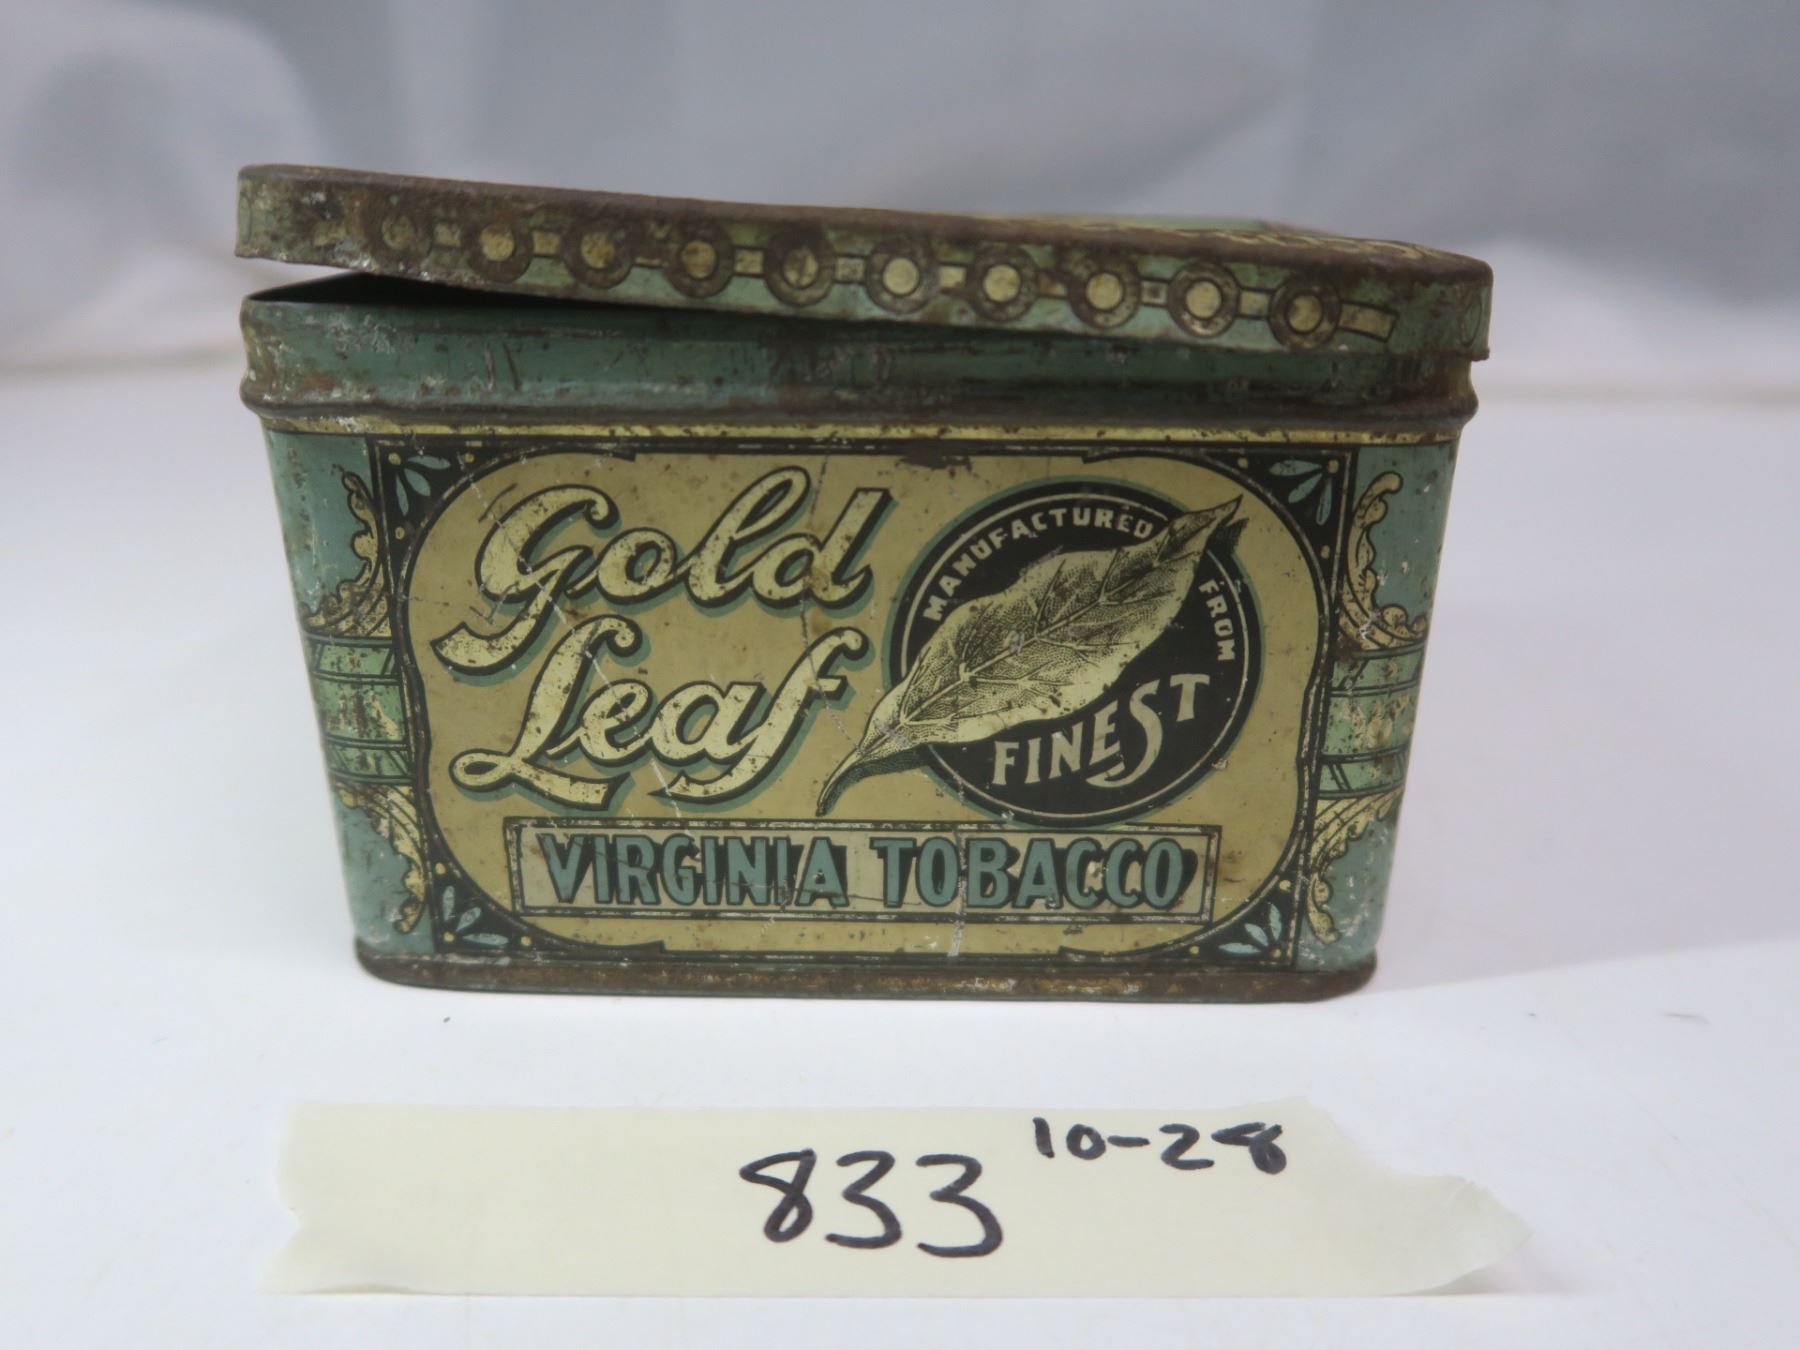 Gold
Leaf
MANUFACTURED FROM
FINEST
VIRGINIA TOBACCO
833 10-28